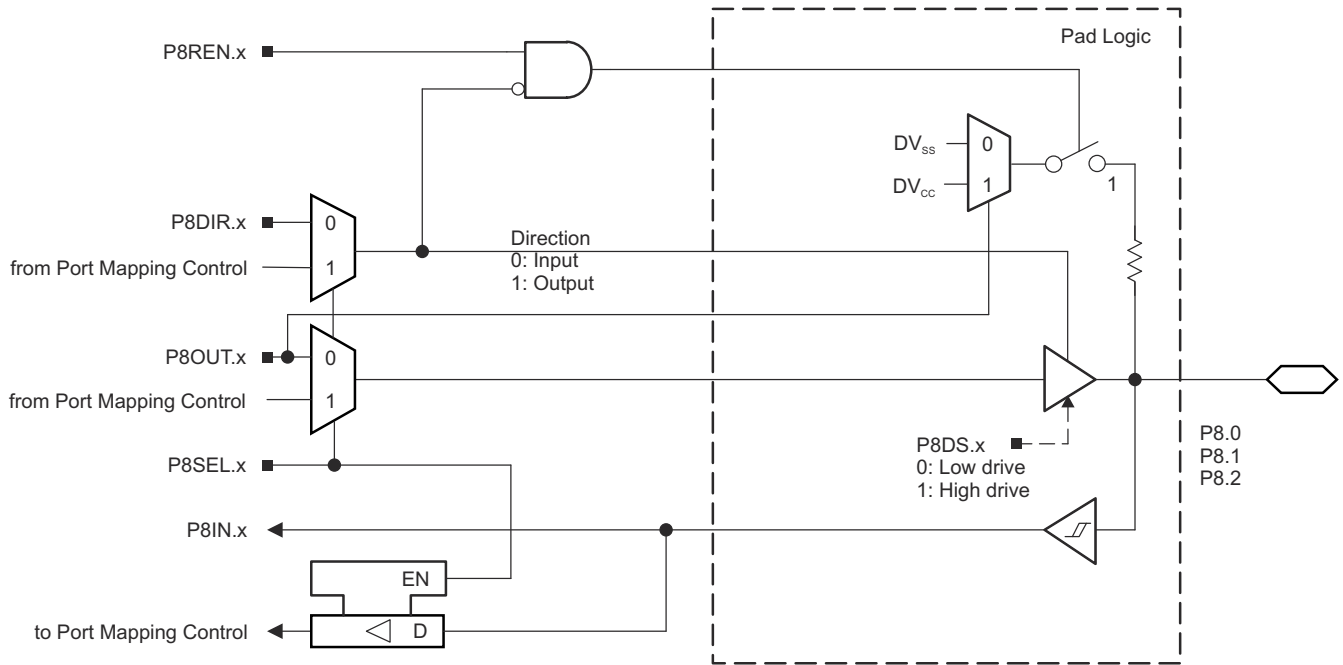 P8REN.x
Pad Logic
DVSS
0
DVCC
1
1
P8DIR.x
0
from Port Mapping Control
1
Direction
0: Input
1: Output
P8OUT.x
0
from Port Mapping Control
1
P8SEL.x
P8DS.x
0: Low drive
1: High drive
P8.0
P8.1
P8.2
P8IN.x
EN
to Port Mapping Control
D